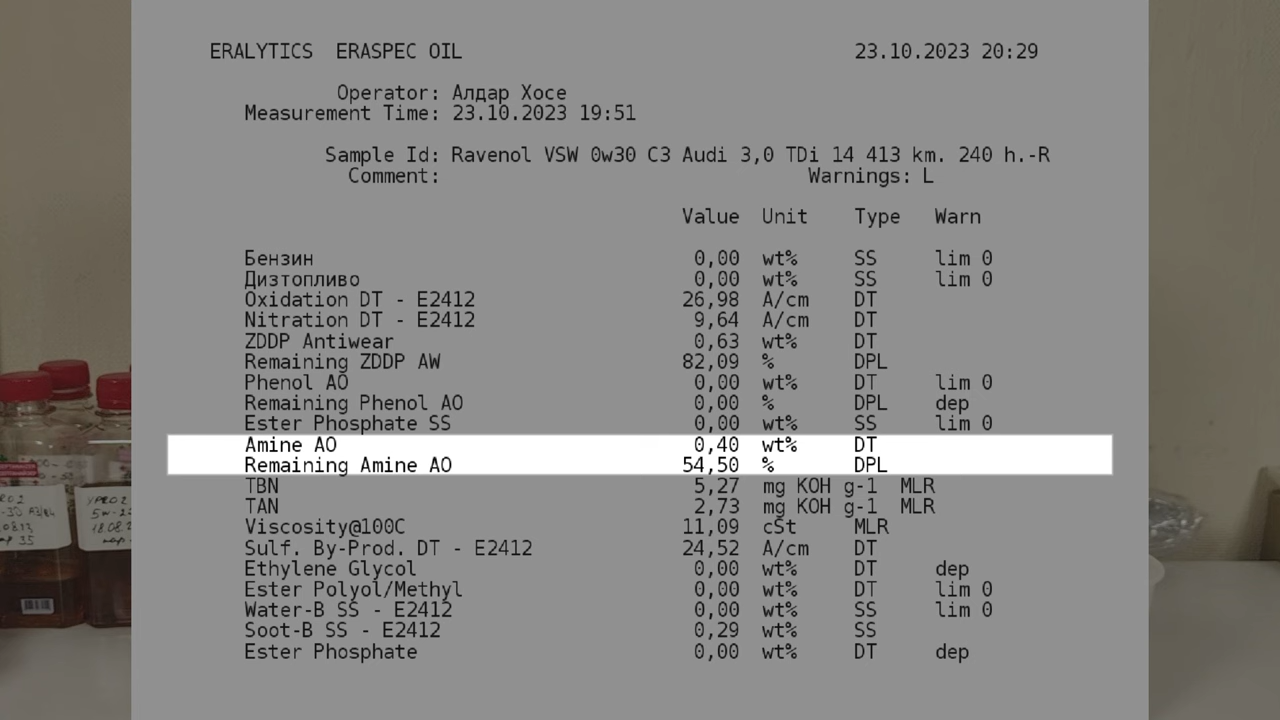 ERALYTICS ERASPEC OIL 23.10.2023 20:29
Operator: Алдар Хосе
Measurement Time: 23.10.2023 19:51
Sample Id: Ravenol VSW 0w30 C3 Audi 3,0 TDi 14 413 km. 240 h.-R
Comment: Warnings: L
Value Unit Type Warn
Бензин 0,00 wt% SS lim 0
Дизтопливо 0,00 wt% SS lim 0
Oxidation DT - E2412 26,98 A/cm DT
Nitration DT - E2412 9,64 A/cm DT
ZDDP Antiwear 0,63 wt% DT
Remaining ZDDP AW 82,09 % DPL
Phenol AO 0,00 wt% DT lim 0
Remaining Phenol AO 0,00 % DPL dep
Ester Phosphate SS 0,00 wt% SS lim 0
Amine AO 0,40 wt% DT
Remaining Amine AO 54,50 % DPL
TBN 5,27 mg KOH g-1 MLR
TAN 2,73 mg KOH g-1 MLR
Viscosity@100C 11,09 cSt MLR
Sulf. By-Prod. DT - E2412 24,52 A/cm DT
Ethylene Glycol 0,00 wt% DT dep
Ester Polyol/Methyl 0,00 wt% DT lim 0
Water-B SS - E2412 0,00 wt% SS lim 0
Soot-B SS - E2412 0,29 wt% SS
Ester Phosphate 0,00 wt% DT dep